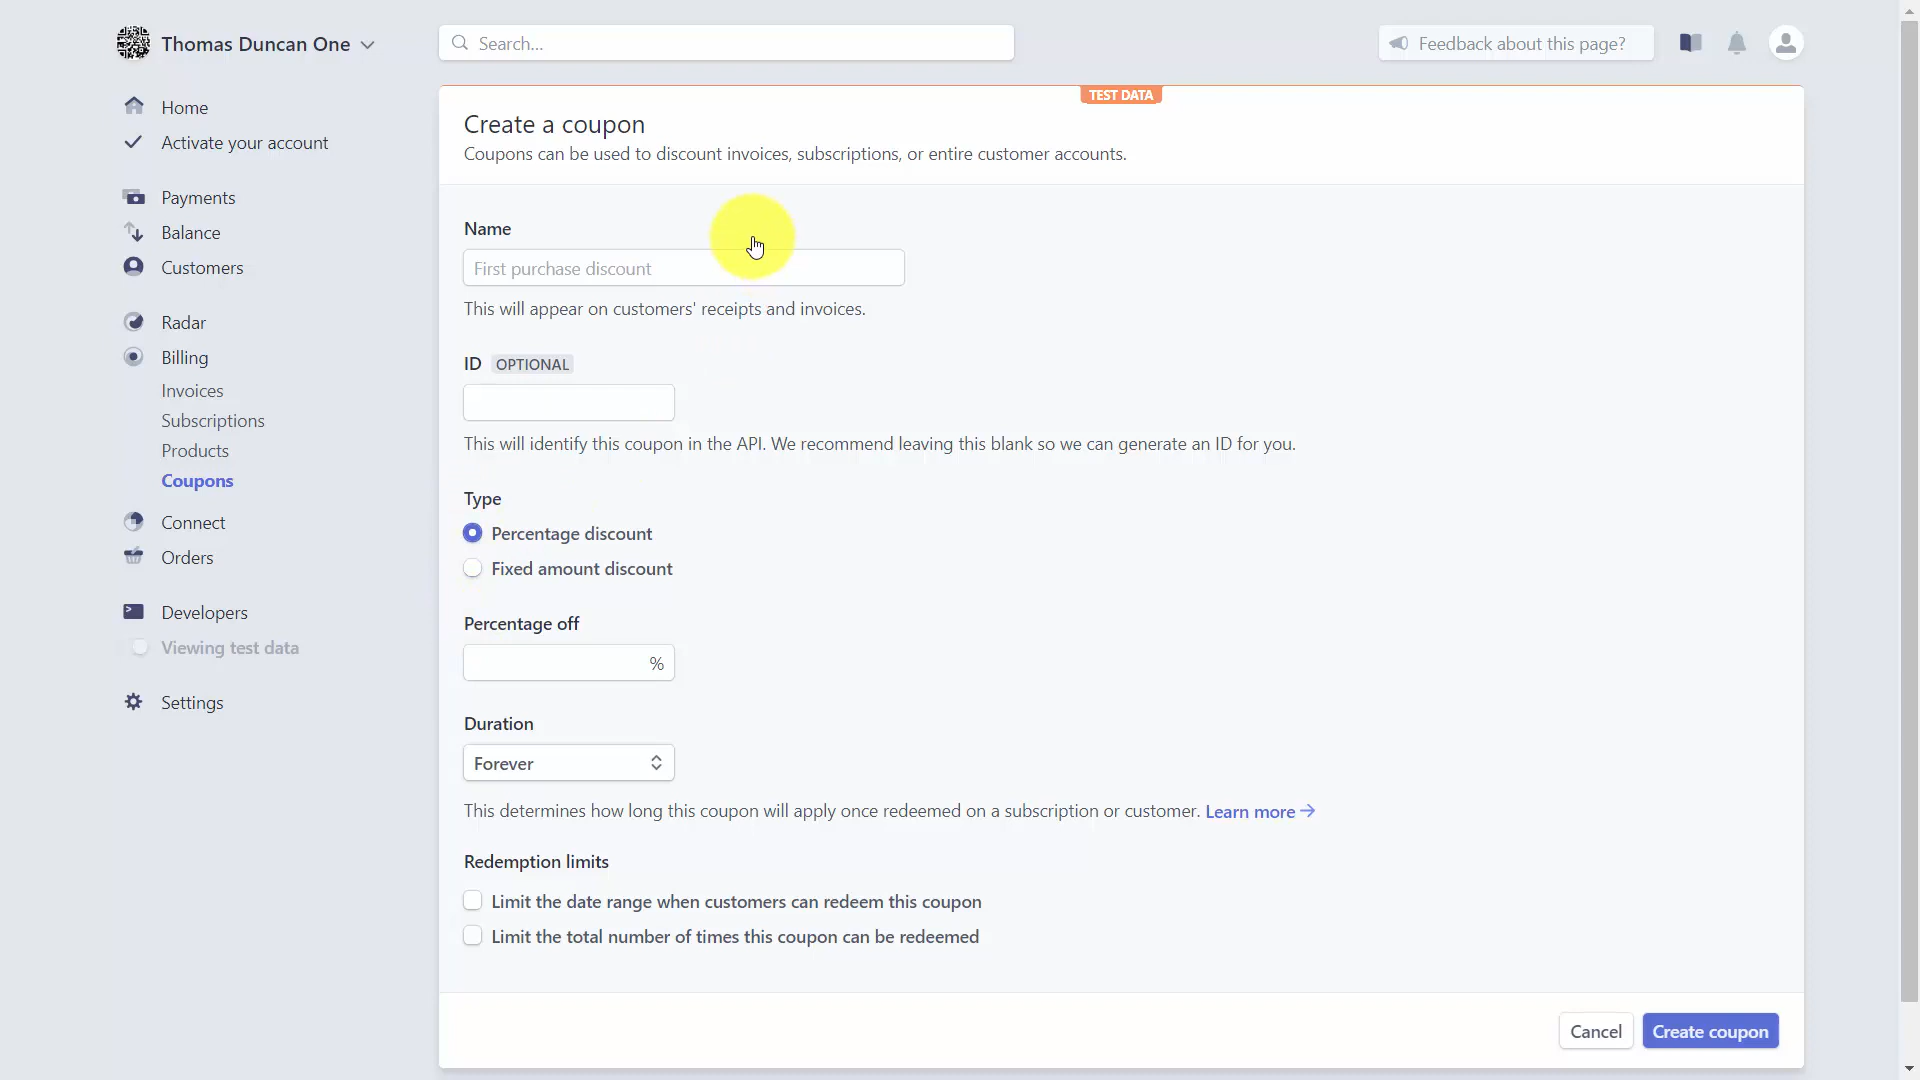 Thomas Duncan One
Search...
Feedback about this page?
Home
Activate your account
Payments
Balance
Customers
Radar
Billing
Invoices
Subscriptions
Products
Coupons
Connect
Orders
Developers
Viewing test data
Settings
TEST DATA
Create a coupon
Coupons can be used to discount invoices, subscriptions, or entire customer accounts.
Name
First purchase discount
This will appear on customers' receipts and invoices.
ID OPTIONAL
This will identify this coupon in the API. We recommend leaving this blank so we can generate an ID for you.
Type
Percentage discount
Fixed amount discount
Percentage off
%
Duration
Forever
This determines how long this coupon will apply once redeemed on a subscription or customer. Learn more →
Redemption limits
Limit the date range when customers can redeem this coupon
Limit the total number of times this coupon can be redeemed
Cancel
Create coupon